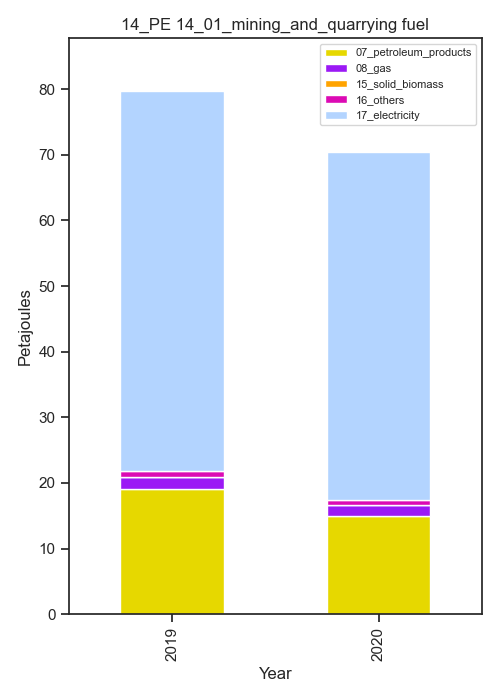 14_PE 14_01_mining_and_quarrying fuel
07_petroleum_products
08_gas
15_solid_biomass
16_others
17_electricity
Petajoules
80
70
60
50
40
30
20
10
0
2019
2020
Year